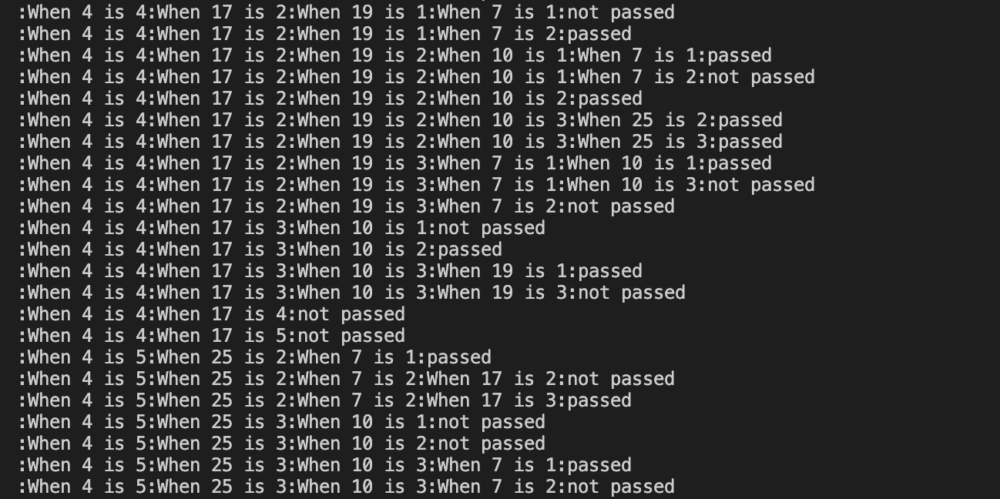 :When 4 is 4:When 17 is 2:When 19 is 1:When 7 is 1:not passed
:When 4 is 4:When 17 is 2:When 19 is 1:When 7 is 2:passed
:When 4 is 4:When 17 is 2:When 19 is 2:When 10 is 1:When 7 is 1:passed
:When 4 is 4:When 17 is 2:When 19 is 2:When 10 is 1:When 7 is 2:not passed
:When 4 is 4:When 17 is 2:When 19 is 2:When 10 is 2:passed
:When 4 is 4:When 17 is 2:When 19 is 2:When 10 is 3:When 25 is 2:passed
:When 4 is 4:When 17 is 2:When 19 is 2:When 10 is 3:When 25 is 3:passed
:When 4 is 4:When 17 is 2:When 19 is 3:When 7 is 1:When 10 is 1:passed
:When 4 is 4:When 17 is 2:When 19 is 3:When 7 is 1:When 10 is 3:not passed
:When 4 is 4:When 17 is 2:When 19 is 3:When 7 is 2:not passed
:When 4 is 4:When 17 is 3:When 10 is 1:not passed
:When 4 is 4:When 17 is 3:When 10 is 2:passed
:When 4 is 4:When 17 is 3:When 10 is 3:When 19 is 1:passed
:When 4 is 4:When 17 is 3:When 10 is 3:When 19 is 3:not passed
:When 4 is 4:When 17 is 4:not passed
:When 4 is 4:When 17 is 5:not passed
:When 4 is 5:When 25 is 2:When 7 is 1:passed
:When 4 is 5:When 25 is 2:When 7 is 2:When 17 is 2:not passed
:When 4 is 5:When 25 is 2:When 7 is 2:When 17 is 3:passed
:When 4 is 5:When 25 is 3:When 10 is 1:not passed
:When 4 is 5:When 25 is 3:When 10 is 2:not passed
:When 4 is 5:When 25 is 3:When 10 is 3:When 7 is 1:passed
:When 4 is 5:When 25 is 3:When 10 is 3:When 7 is 2:not passed